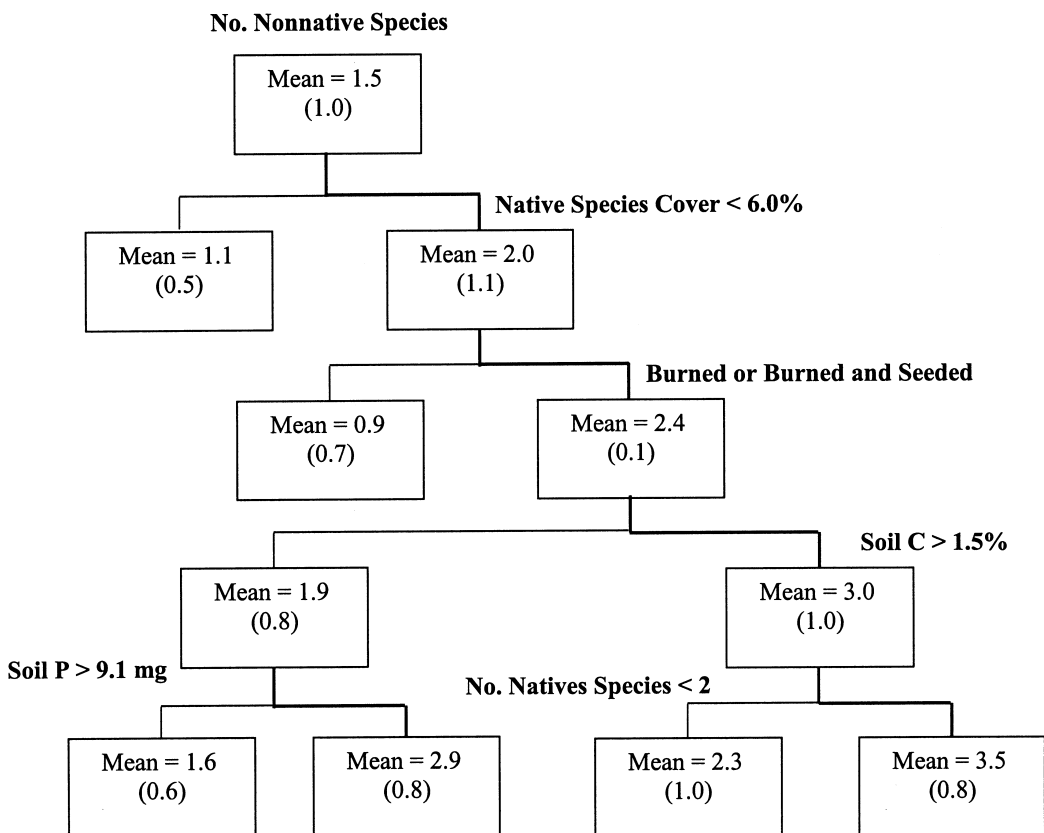 No. Nonnative Species
Mean = 1.5
(1.0)
Native Species Cover < 6.0%
Mean = 1.1
(0.5)
Mean = 2.0
(1.1)
Burned or Burned and Seeded
Mean = 0.9
(0.7)
Mean = 2.4
(0.1)
Soil C > 1.5%
Mean = 1.9
(0.8)
Mean = 3.0
(1.0)
Soil P > 9.1 mg
No. Natives Species < 2
Mean = 1.6
(0.6)
Mean = 2.9
(0.8)
Mean = 2.3
(1.0)
Mean = 3.5
(0.8)